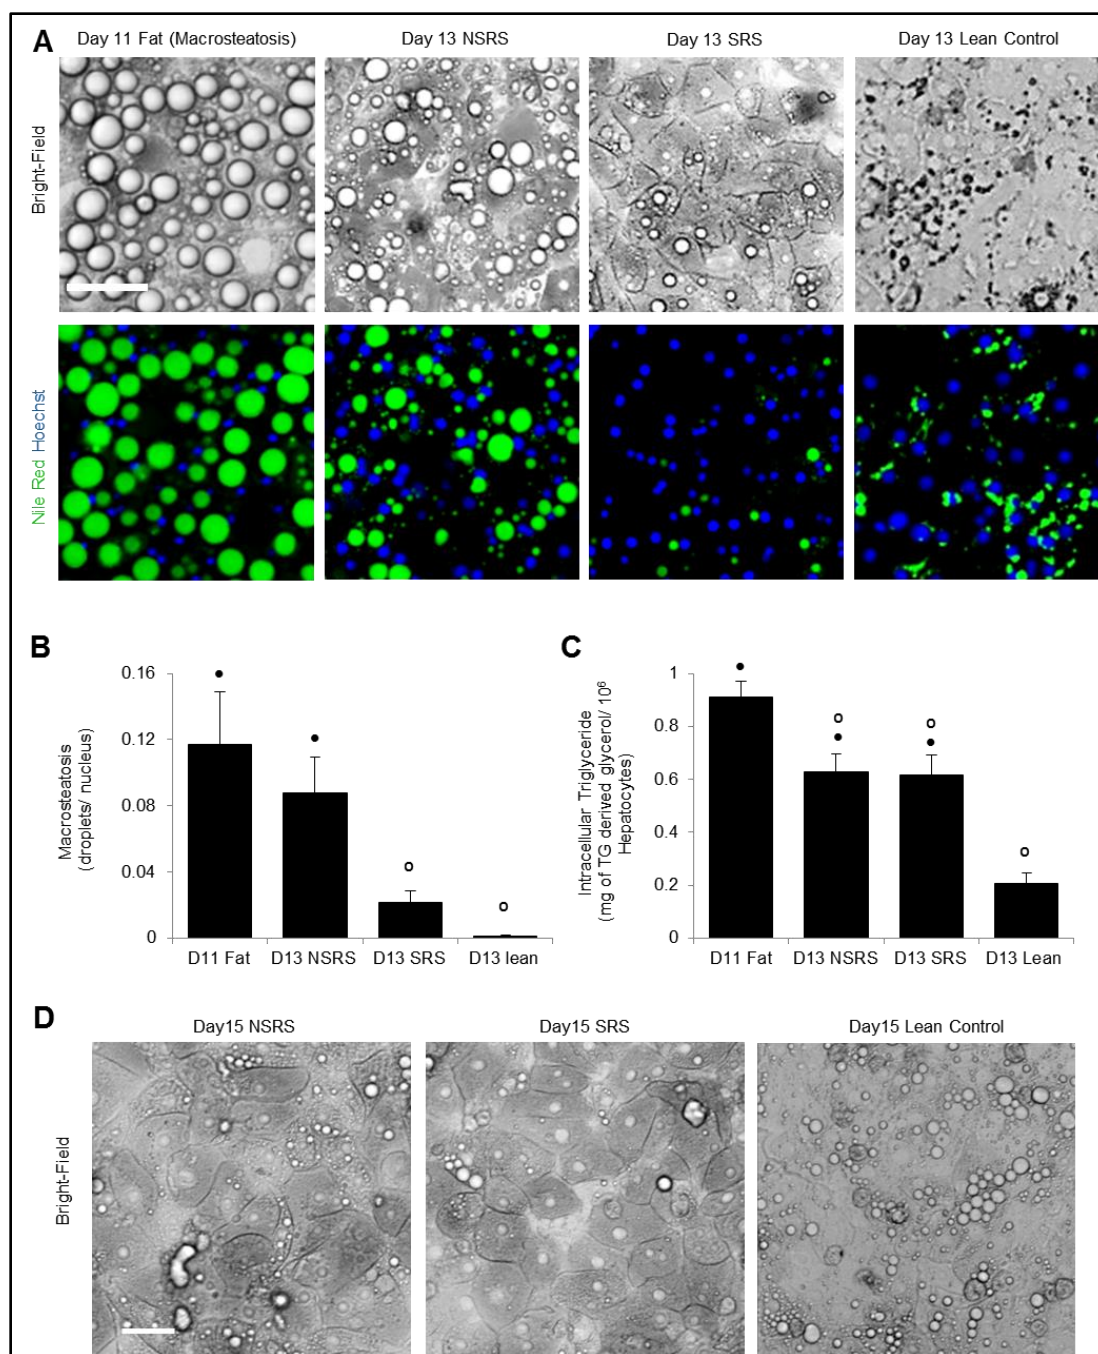 A
Day 11 Fat (Macrosteatosis)
Day 13 NSRS
Day 13 SRS
Day 13 Lean Control
Bright-Field
Nile Red Hoechst
B
Macrosteatosis
(droplets/ nucleus)
0.16
0.12
0.08
0.04
0
D11 Fat
D13 NSRS
D13 SRS
D13 lean
C
Intracellular Triglyceride
(mg of TG derived glycerol/ 10⁶
Hepatocytes)
1
0.8
0.6
0.4
0.2
0
D11 Fat
D13 NSRS
D13 SRS
D13 Lean
D
Day15 NSRS
Day15 SRS
Day15 Lean Control
Bright-Field